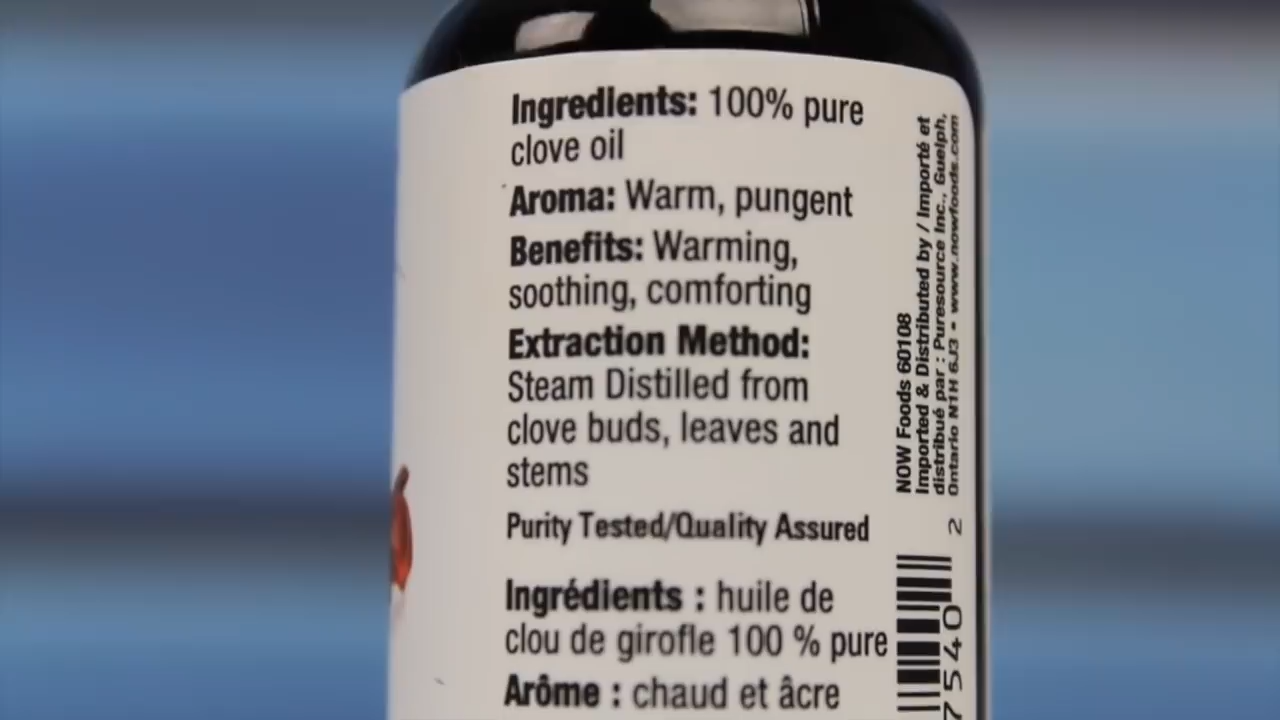 Ingredients: 100% pure
clove oil
Aroma: Warm, pungent
Benefits: Warming,
soothing, comforting
Extraction Method:
Steam Distilled from
clove buds, leaves and
stems
Purity Tested/Quality Assured
Ingrédients : huile de
clou de girofle 100 % pure
Arôme : chaud et âcre
NOW Foods 60108
Imported & Distributed by / Importé et
distribué par : Puresource Inc., Guelph,
Ontario N1H 6J3 • www.nowfoods.com
7540 2